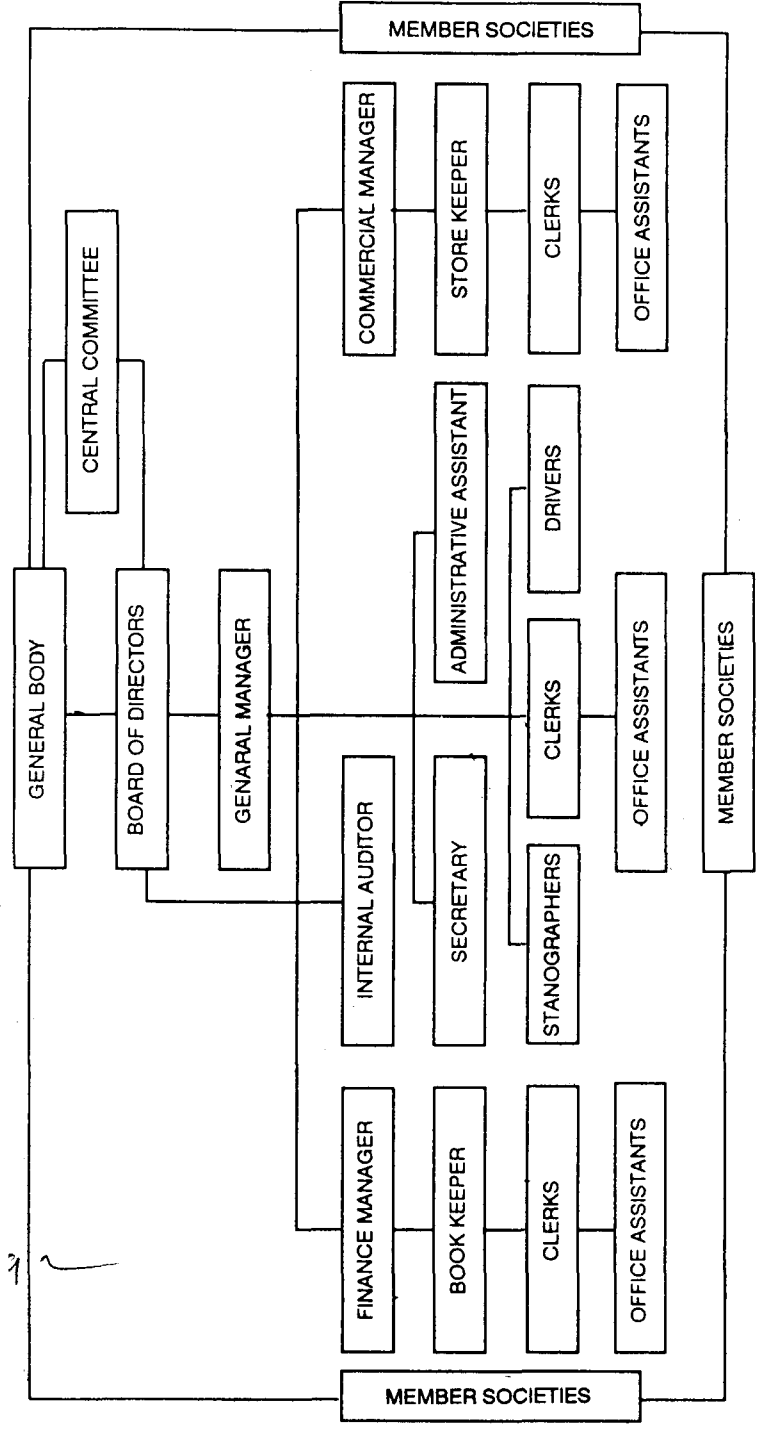 GENERAL BODY
CENTRAL COMMITTEE
BOARD OF DIRECTORS
GENARAL MANAGER
MEMBER SOCIETIES
FINANCE MANAGER
INTERNAL AUDITOR
COMMERCIAL MANAGER
MEMBER SOCIETIES
BOOK KEEPER
SECRETARY
ADMINISTRATIVE ASSISTANT
STORE KEEPER
CLERKS
STANOGRAPHERS
CLERKS
DRIVERS
CLERKS
OFFICE ASSISTANTS
OFFICE ASSISTANTS
OFFICE ASSISTANTS
MEMBER SOCIETIES